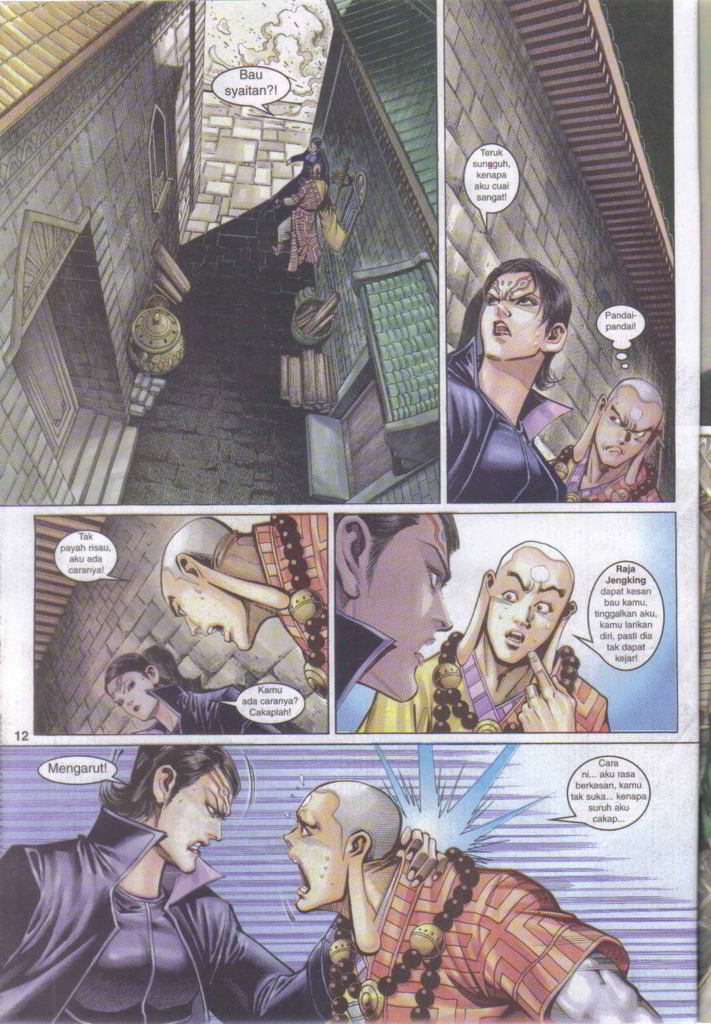 Bau
syaitan?!
Teruk
sungguh,
kenapa
aku cuai
sangat!
Pandai-
pandai!
Tak
payah risau,
aku ada
caranya!
Kamu
ada caranya?
Cakaplah!
Raja
Jengking
dapat kesan
bau kamu,
tinggalkan aku,
kamu larikan
diri, pasti dia
tak dapat
kejar!
12
Mengarut!
Cara
ni... aku rasa
berkesan, kamu
tak suka... kenapa
suruh aku
cakap...